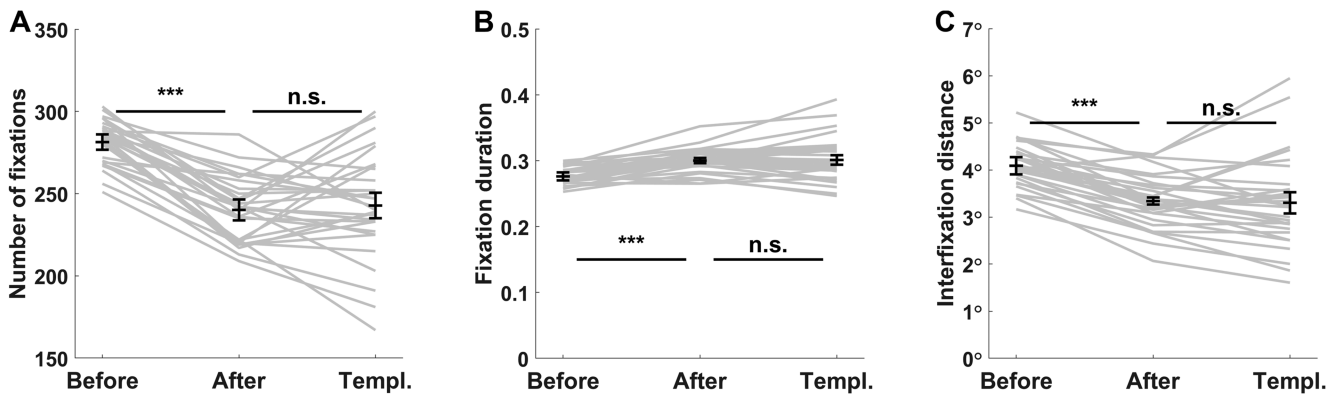 A
Number of fixations
350
300
250
200
150
***
n.s.
Before After Templ.
B
Fixation duration
0.5
0.4
0.3
0.2
0.1
0
***
n.s.
Before After Templ.
C
Interfixation distance
7°
6°
5°
4°
3°
2°
1°
0°
***
n.s.
Before After Templ.